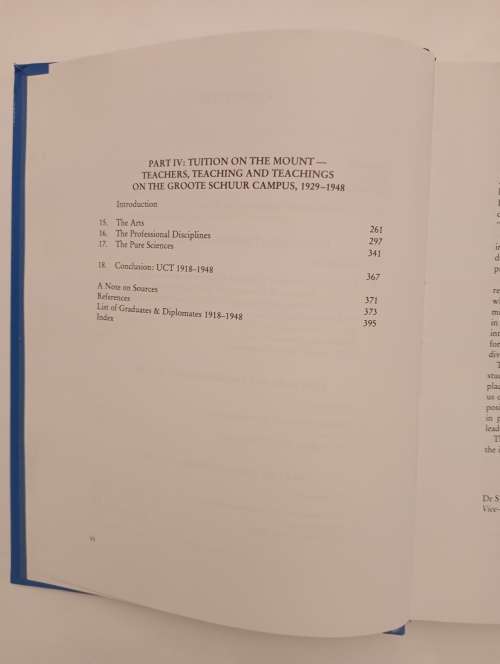 PART IV: TUITION ON THE MOUNT —
TEACHERS, TEACHING AND TEACHINGS
ON THE GROOTE SCHUUR CAMPUS, 1929–1948
Introduction
15. The Arts 261
16. The Professional Disciplines 297
17. The Pure Sciences 341
18. Conclusion: UCT 1918–1948 367
A Note on Sources 371
References 373
List of Graduates & Diplomates 1918–1948 395
Index
vi
Dr S
Vice-